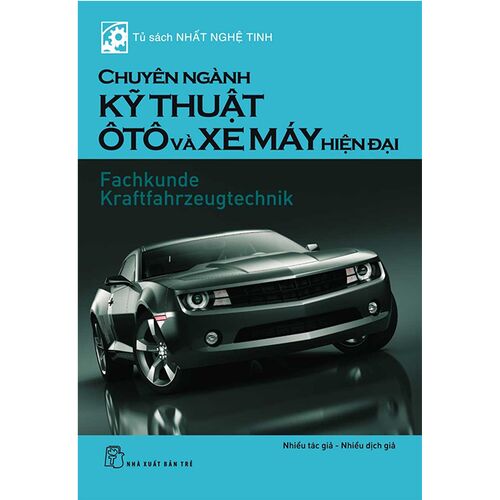 Tủ sách NHẤT NGHỆ TINH
CHUYÊN NGÀNH
KỸ THUẬT
ÔTÔ VÀ XE MÁY HIỆN ĐẠI
Fachkunde
Kraftfahrzeugtechnik
Nhiều tác giả - Nhiều dịch giả
NHÀ XUẤT BẢN TRẺ